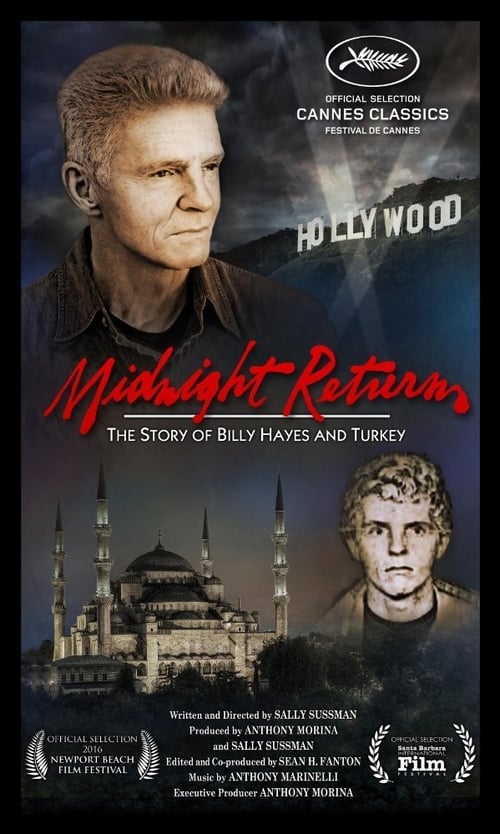 OFFICIAL SELECTION
CANNES CLASSICS
FESTIVAL DE CANNES
HOLLYWOOD
Midnight Return
THE STORY OF BILLY HAYES AND TURKEY
Written and Directed by SALLY SUSSMAN
Produced by ANTHONY MORINA
and SALLY SUSSMAN
Edited and Co-produced by SEAN H. FANTON
Music by ANTHONY MARINELLI
Executive Producer ANTHONY MORINA
OFFICIAL SELECTION
2016
NEWPORT BEACH
FILM FESTIVAL
OFFICIAL SELECTION
Santa Barbara
INTERNATIONAL
Film
FESTIVAL